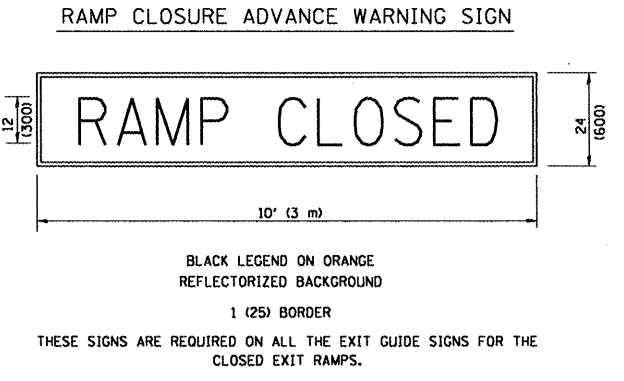 RAMP CLOSURE ADVANCE WARNING SIGN
RAMP CLOSED
12
(300)
24
(600)
10' (3 m)
BLACK LEGEND ON ORANGE
REFLECTORIZED BACKGROUND
1 (25) BORDER
THESE SIGNS ARE REQUIRED ON ALL THE EXIT GUIDE SIGNS FOR THE
CLOSED EXIT RAMPS.